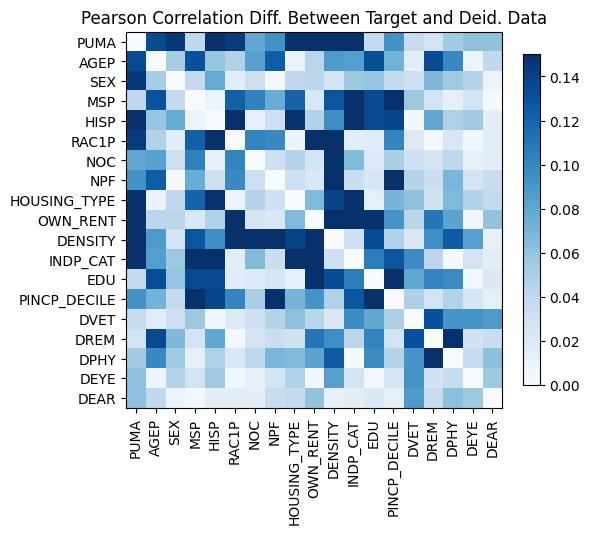 Pearson Correlation Diff. Between Target and Deid. Data
PUMA
AGEP
SEX
MSP
HISP
RAC1P
NOC
NPF
HOUSING_TYPE
OWN_RENT
DENSITY
INDP_CAT
EDU
PINCP_DECILE
DVET
DREM
DPHY
DEYE
DEAR
PUMA
AGEP
SEX
MSP
HISP
RAC1P
NOC
NPF
HOUSING_TYPE
OWN_RENT
DENSITY
INDP_CAT
EDU
PINCP_DECILE
DVET
DREM
DPHY
DEYE
DEAR
0.14
0.12
0.10
0.08
0.06
0.04
0.02
0.00